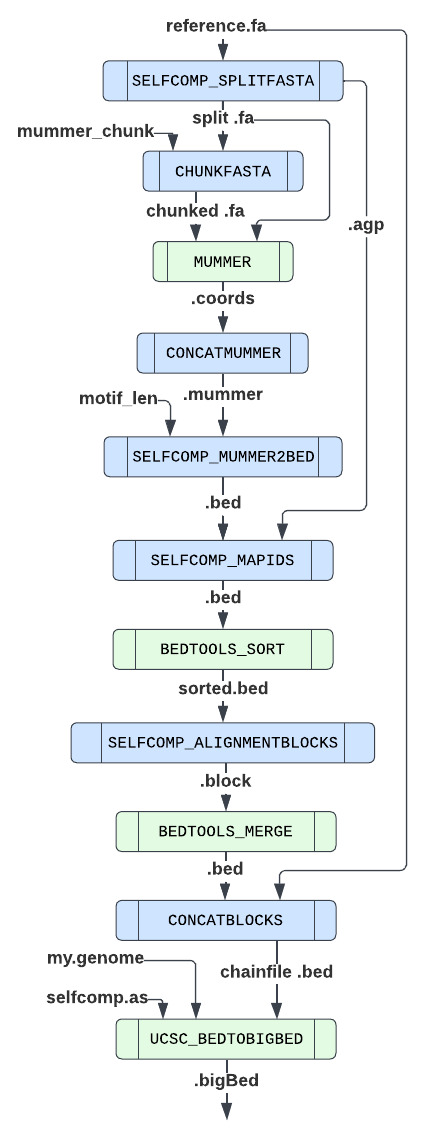 reference.fa
SELFCOMP_SPLITFASTA
split .fa
mummer_chunk
CHUNKFASTA
chunked .fa
.agp
MUMMER
.coords
CONCATMUMMER
.mummer
motif_len
SELFCOMP_MUMMER2BED
.bed
SELFCOMP_MAPIDS
.bed
BEDTOOLS_SORT
sorted.bed
SELFCOMP_ALIGNMENTBLOCKS
.block
BEDTOOLS_MERGE
.bed
CONCATBLOCKS
my.genome
chainfile .bed
selfcomp.as
UCSC_BEDTOBIGBED
.bigBed